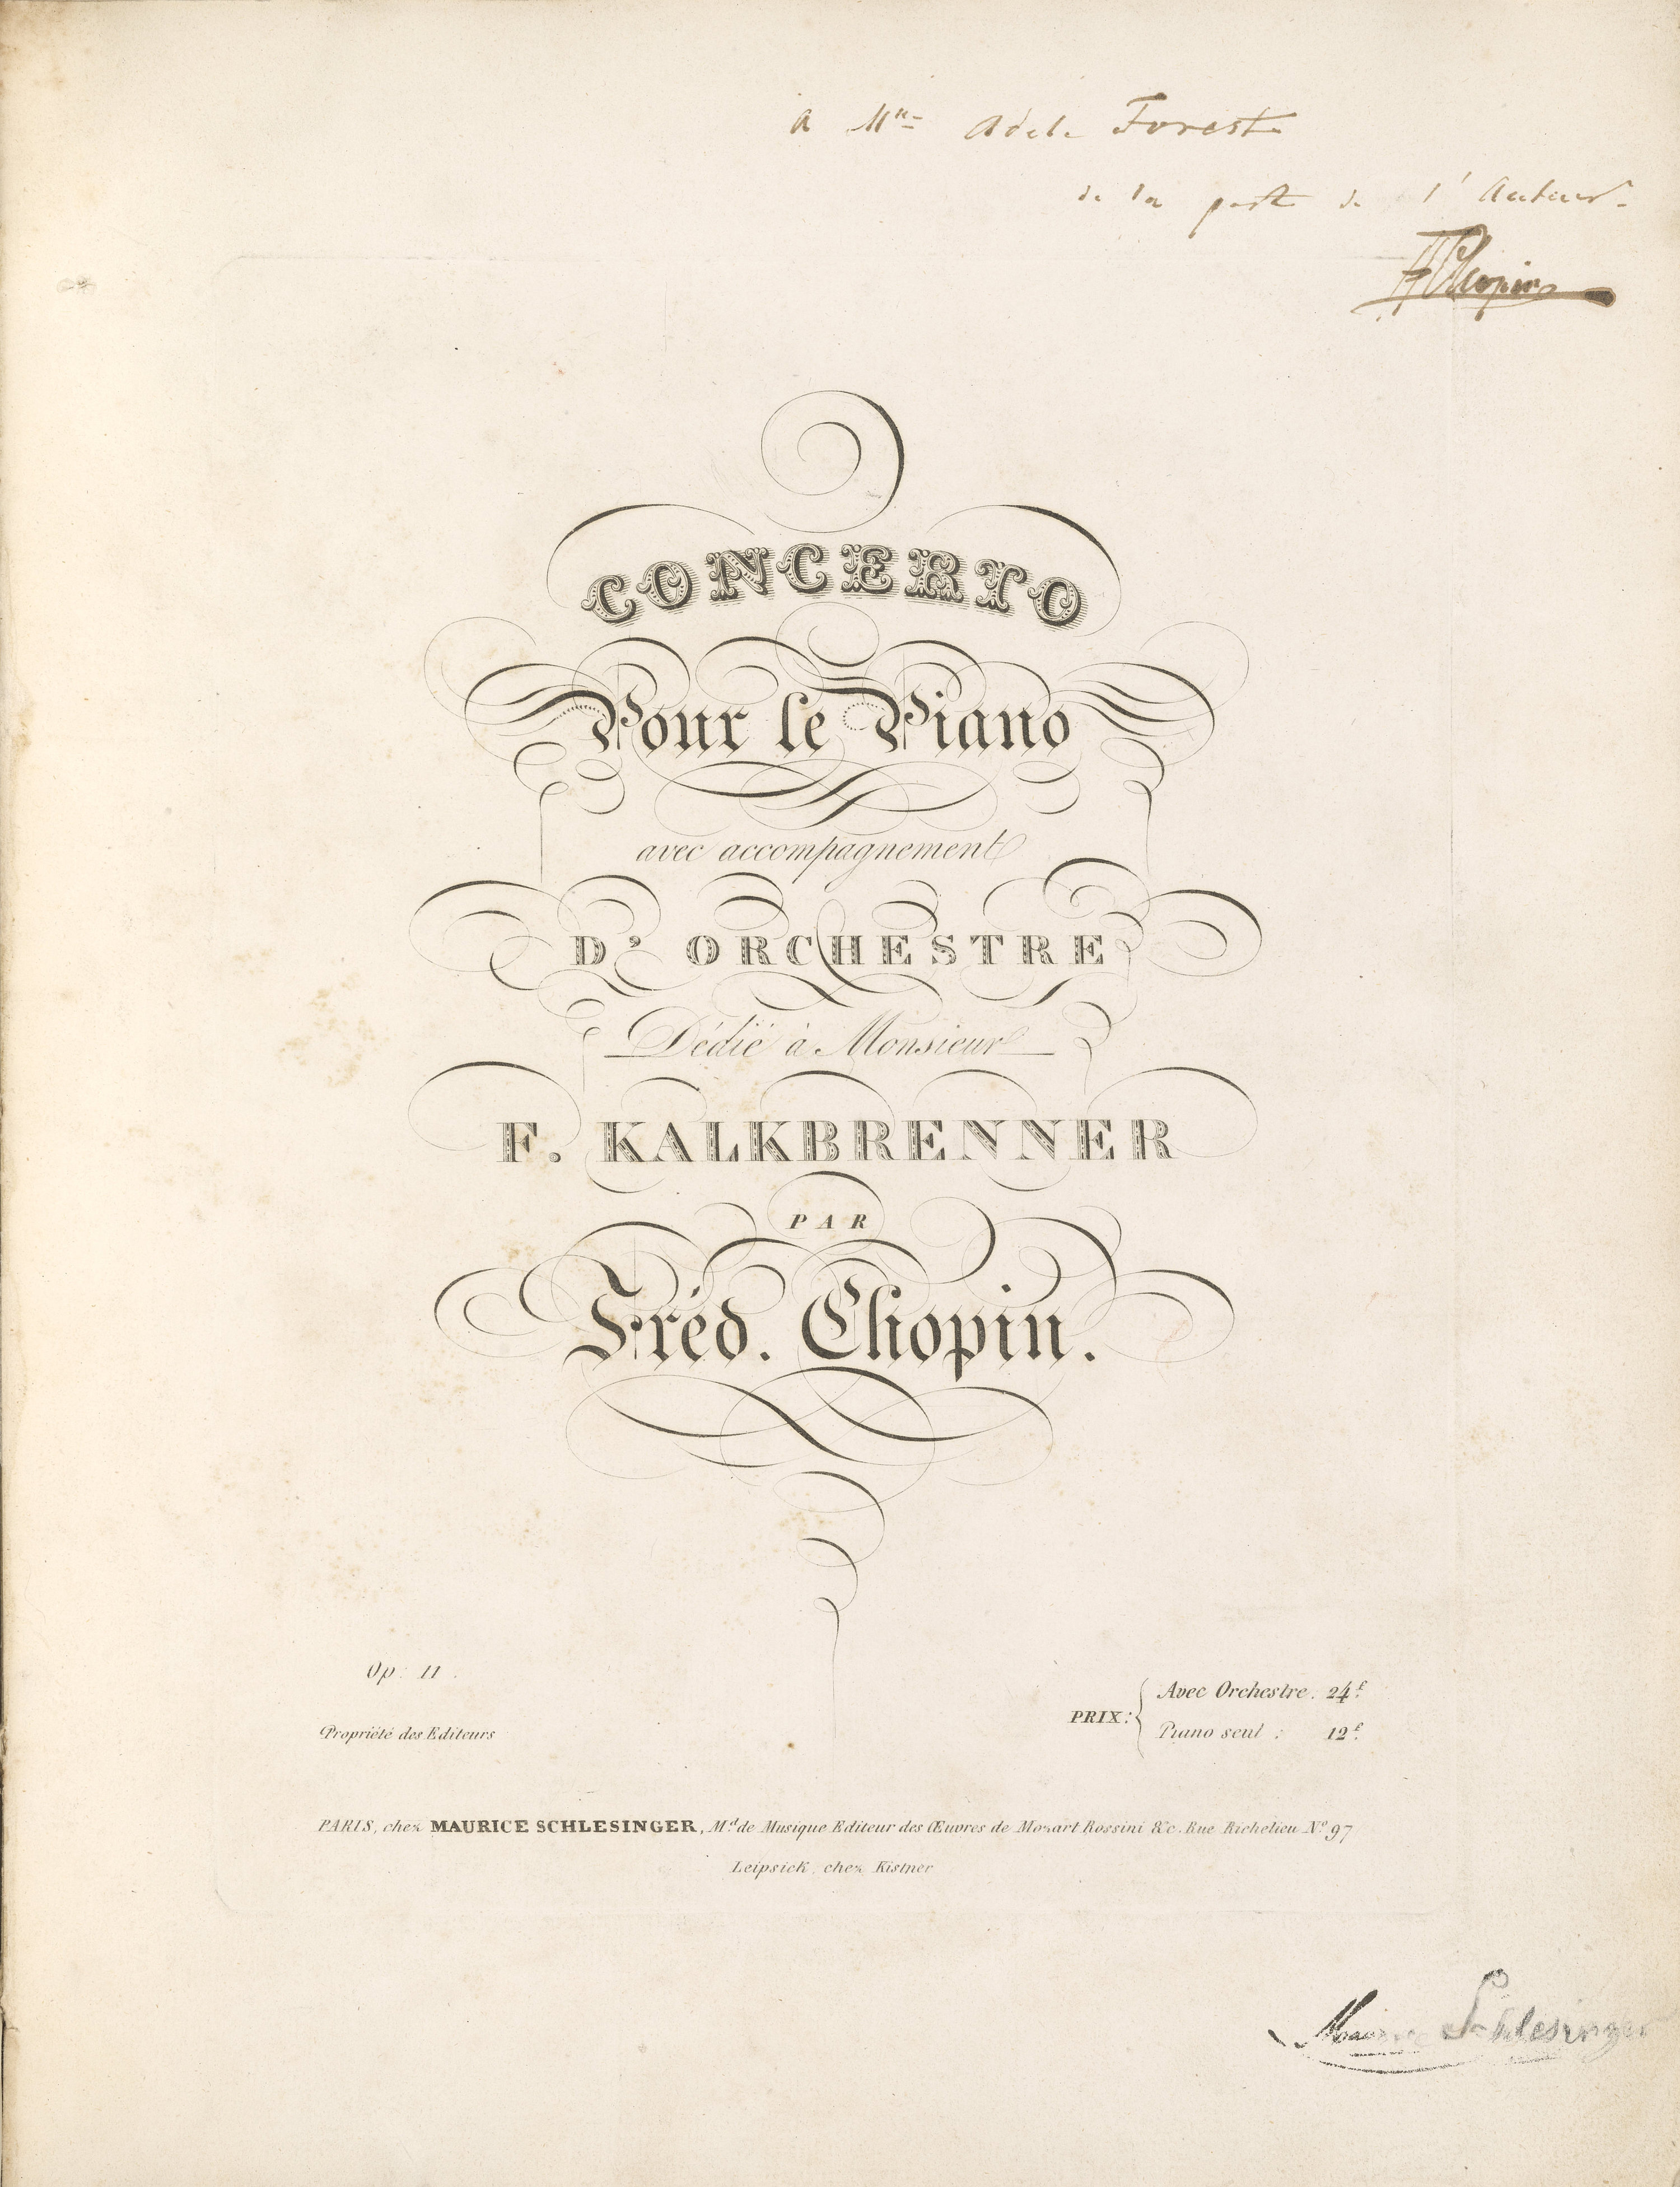 a Mlle Adele Forest
de la part de l'Auteur.
FChopin
CONCERTO
Pour le Piano
avec accompagnement
D'ORCHESTRE
Dédié à Monsieur
F. KALKBRENNER
PAR
Fréd. Chopin.
Op: 11.
Propriété des Editeurs
PRIX: Avec Orchestre. 24f.
Piano seul : 12f.
PARIS, chez MAURICE SCHLESINGER, Md. de Musique Editeur des Œuvres de Mozart Rossini &c. Rue Richelieu No. 97
Leipsick, chez Kistner
Maurice Schlesinger